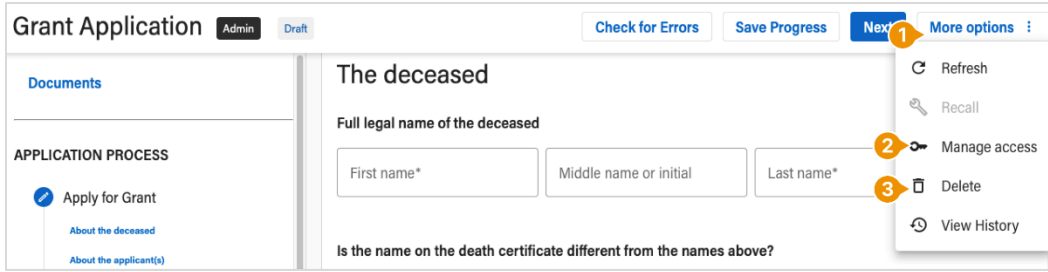 Grant Application Admin Draft Check for Errors Save Progress Next 1 More options
Documents
APPLICATION PROCESS
Apply for Grant
About the deceased
About the applicant(s)
The deceased
Full legal name of the deceased
First name* Middle name or initial Last name*
Is the name on the death certificate different from the names above?
Refresh
Recall
2 Manage access
3 Delete
View History